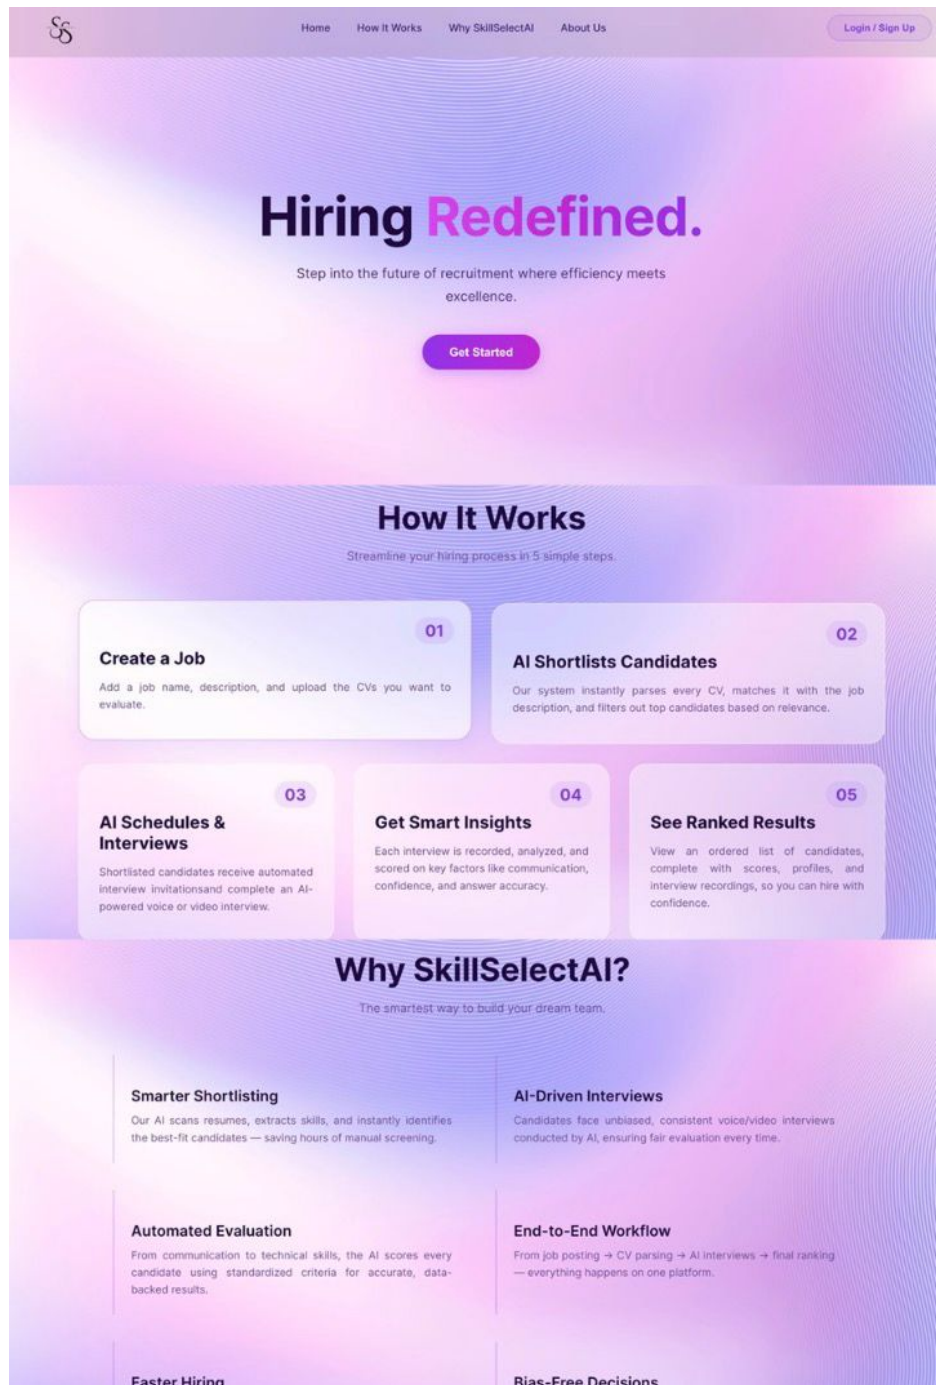 SS
Home How It Works Why SkillSelectAI About Us Login / Sign Up
Hiring Redefined.
Step into the future of recruitment where efficiency meets
excellence.
Get Started
How It Works
Streamline your hiring process in 5 simple steps.
01
Create a Job
Add a job name, description, and upload the CVs you want to
evaluate.
02
AI Shortlists Candidates
Our system instantly parses every CV, matches it with the job
description, and filters out top candidates based on relevance.
03
AI Schedules &
Interviews
Shortlisted candidates receive automated
interview invitationsand complete an AI-
powered voice or video interview.
04
Get Smart Insights
Each interview is recorded, analyzed, and
scored on key factors like communication,
confidence, and answer accuracy.
05
See Ranked Results
View an ordered list of candidates,
complete with scores, profiles, and
interview recordings, so you can hire with
confidence.
Why SkillSelectAI?
The smartest way to build your dream team.
Smarter Shortlisting
Our AI scans resumes, extracts skills, and instantly identifies
the best-fit candidates — saving hours of manual screening.
AI-Driven Interviews
Candidates face unbiased, consistent voice/video interviews
conducted by AI, ensuring fair evaluation every time.
Automated Evaluation
From communication to technical skills, the AI scores every
candidate using standardized criteria for accurate, data-
backed results.
End-to-End Workflow
From job posting → CV parsing → AI interviews → final ranking
— everything happens on one platform.
Faster Hiring
Bias-Free Decisions